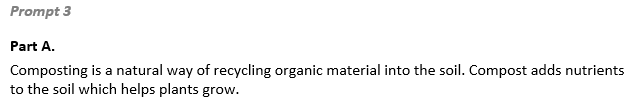 Prompt 3
Part A.
Composting is a natural way of recycling organic material into the soil. Compost adds nutrients
to the soil which helps plants grow.